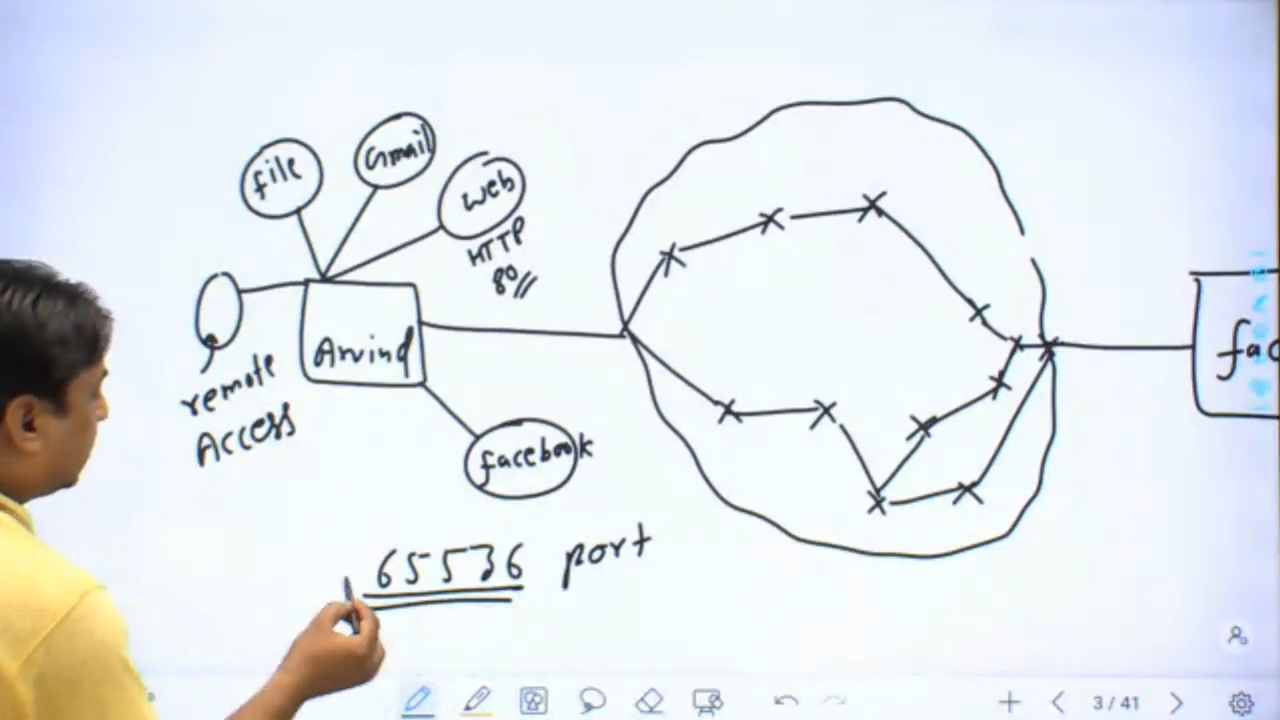 file
Gmail
Web
HTTP
80
Arvind
remote
Access
facebook
65536 port
fac
3 / 41